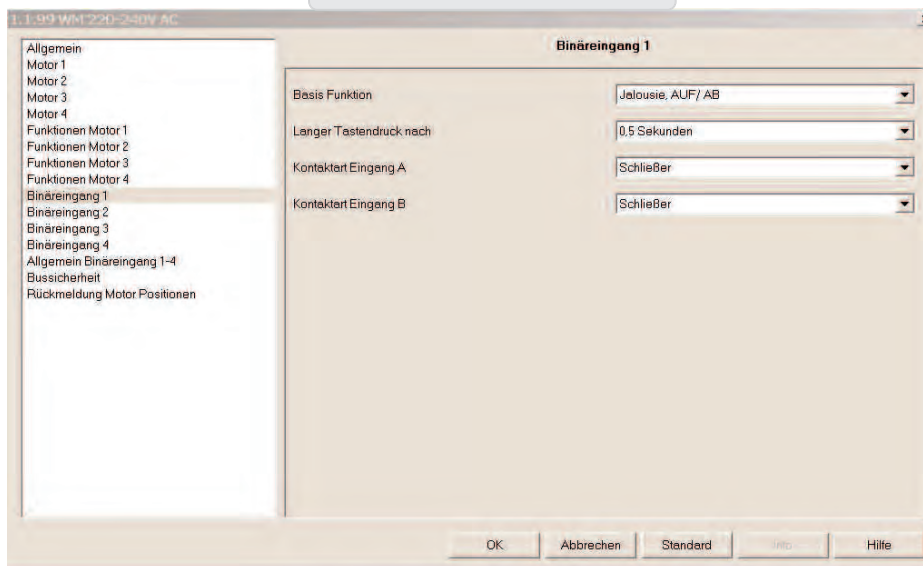 1.1.99 WM 220-240V AC
Allgemein
Motor 1
Motor 2
Motor 3
Motor 4
Funktionen Motor 1
Funktionen Motor 2
Funktionen Motor 3
Funktionen Motor 4
Binäreingang 1
Binäreingang 2
Binäreingang 3
Binäreingang 4
Allgemein Binäreingang 1-4
Bussicherheit
Rückmeldung Motor Positionen
Binäreingang 1
Basis Funktion
Jalousie, AUF/ AB
Langer Tastendruck nach
0,5 Sekunden
Kontaktart Eingang A
Schließer
Kontaktart Eingang B
Schließer
OK
Abbrechen
Standard
Info
Hilfe